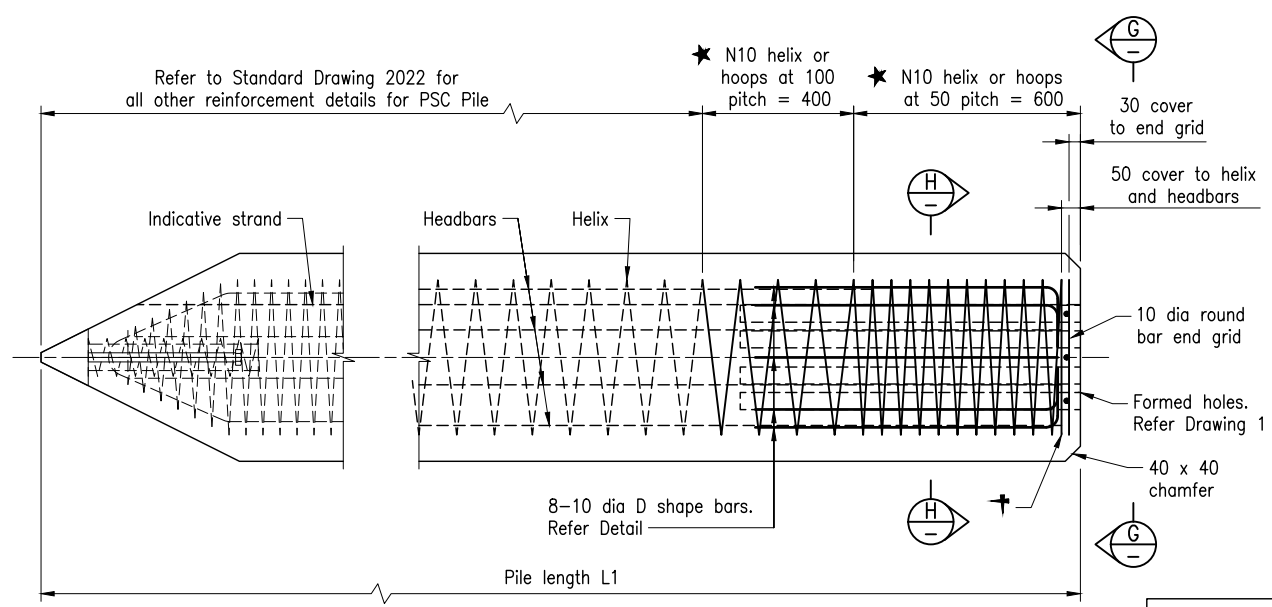 G
–
Refer to Standard Drawing 2022 for
all other reinforcement details for PSC Pile
★ N10 helix or
hoops at 100
pitch = 400
★ N10 helix or hoops
at 50 pitch = 600
30 cover
to end grid
50 cover to helix
and headbars
H
–
Indicative strand
Headbars
Helix
10 dia round
bar end grid
Formed holes.
Refer Drawing 1
40 x 40
chamfer
8-10 dia D shape bars.
Refer Detail
H
–
G
–
Pile length L1